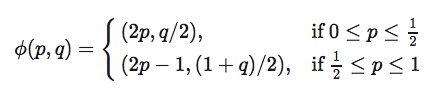 ϕ(p, q) = { (2p, q/2), if 0 ≤ p ≤ 1/2
(2p − 1, (1 + q)/2), if 1/2 ≤ p ≤ 1